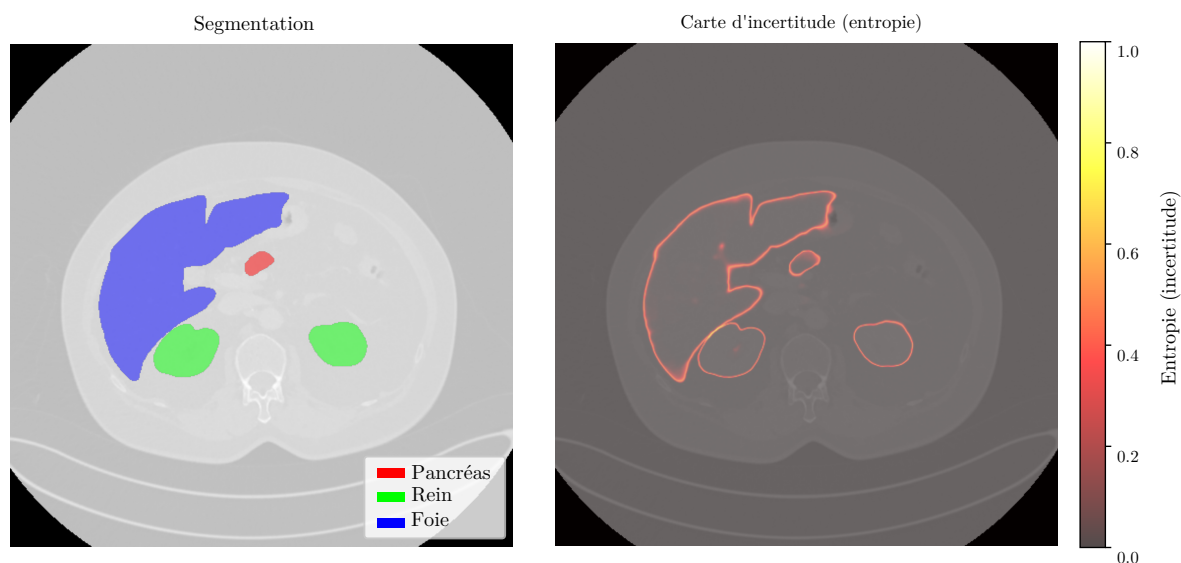 Segmentation
Pancréas
Rein
Foie
Carte d'incertitude (entropie)
1.0
0.8
0.6
0.4
0.2
0.0
Entropie (incertitude)